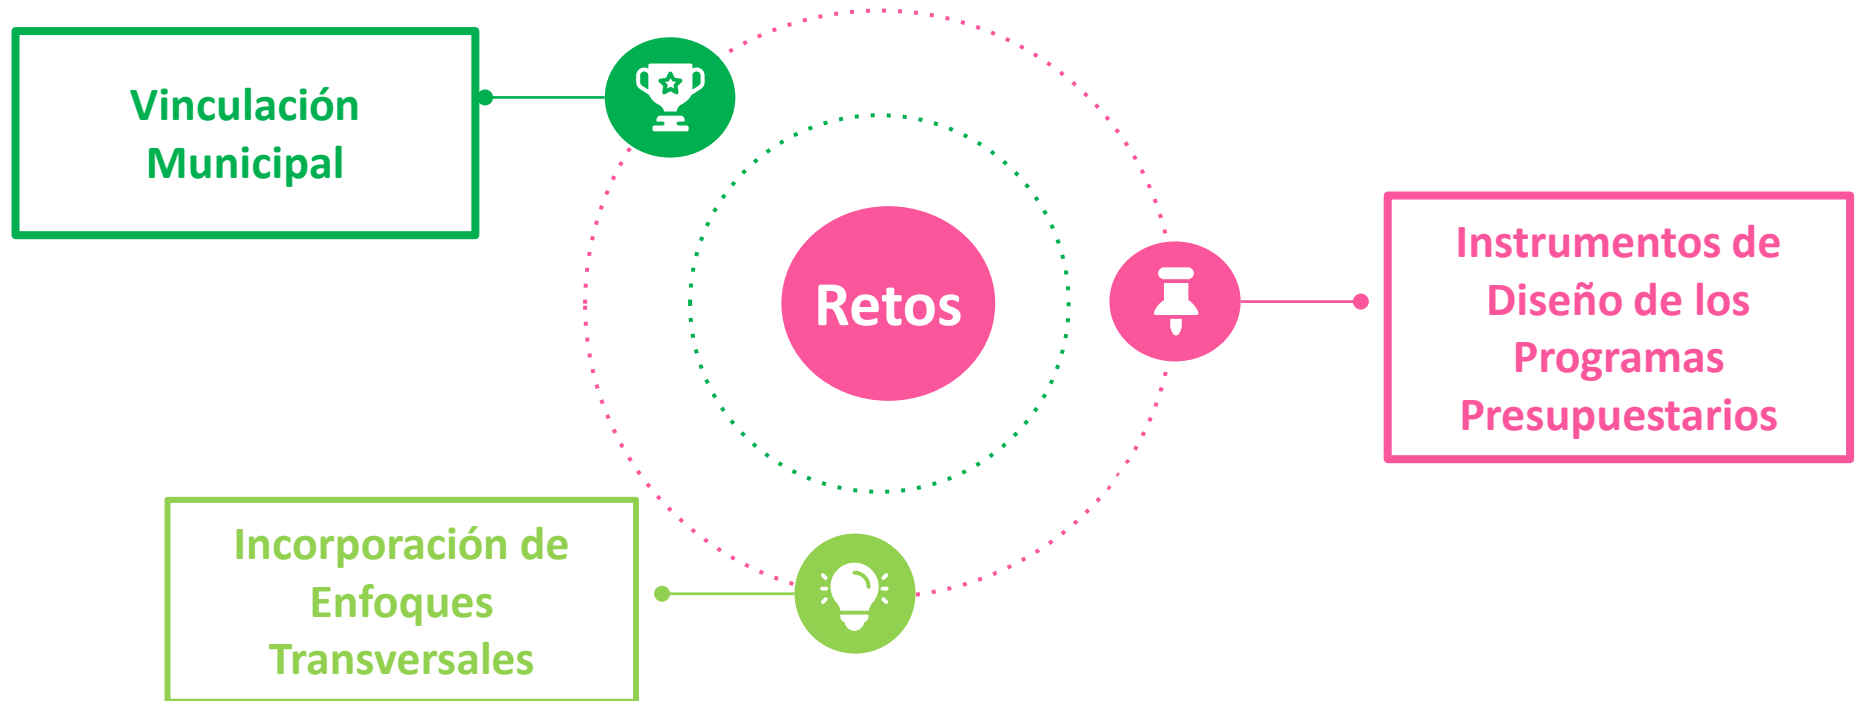 Vinculación
Municipal
Retos
Instrumentos de
Diseño de los
Programas
Presupuestarios
Incorporación de
Enfoques
Transversales